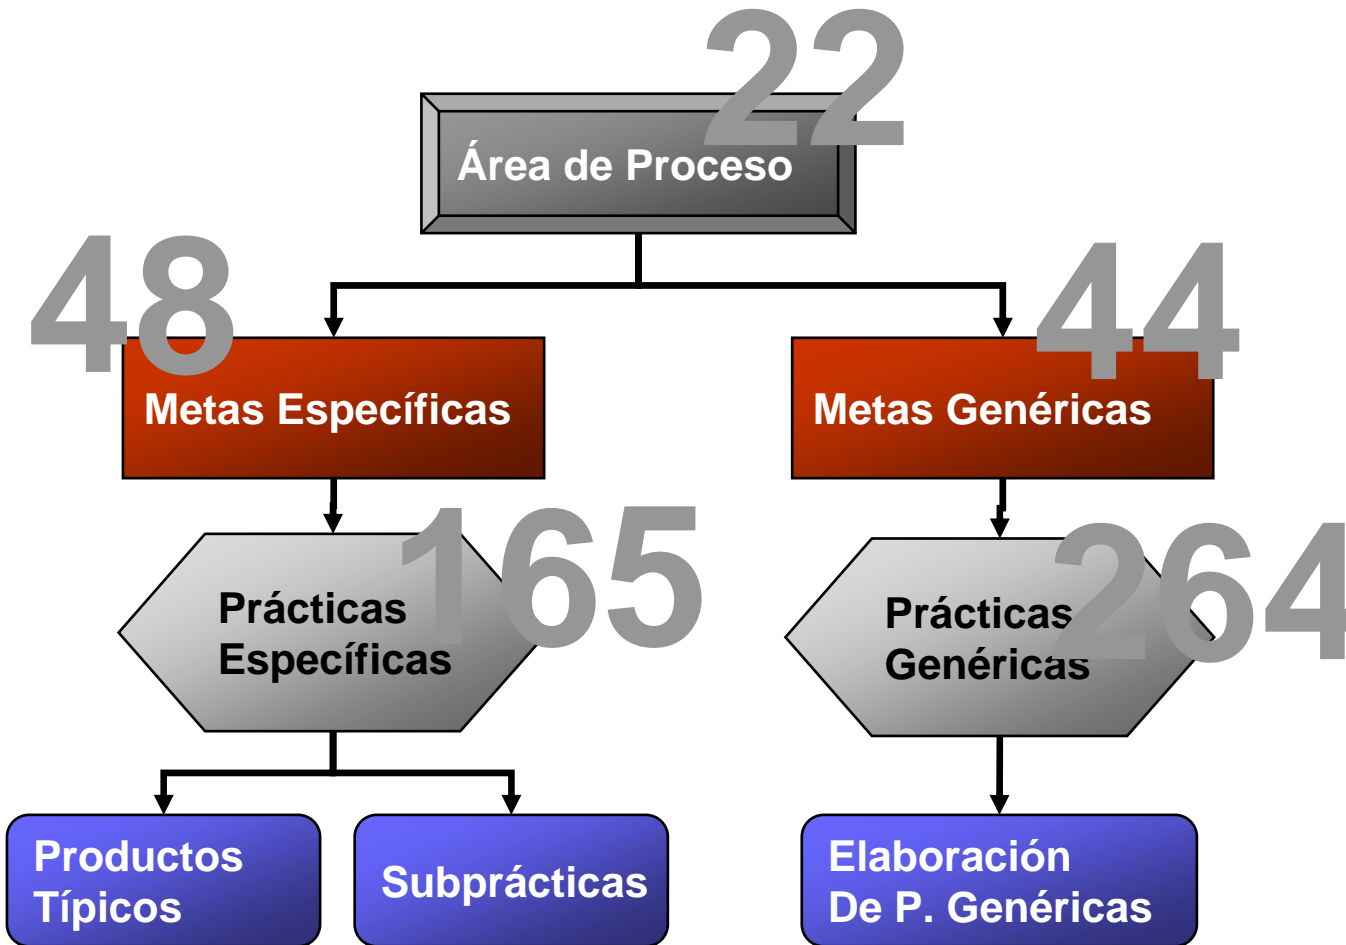 22
Área de Proceso
48
44
Metas Específicas
Metas Genéricas
165
264
Prácticas
Específicas
Prácticas
Genéricas
Productos
Típicos
Subprácticas
Elaboración
De P. Genéricas